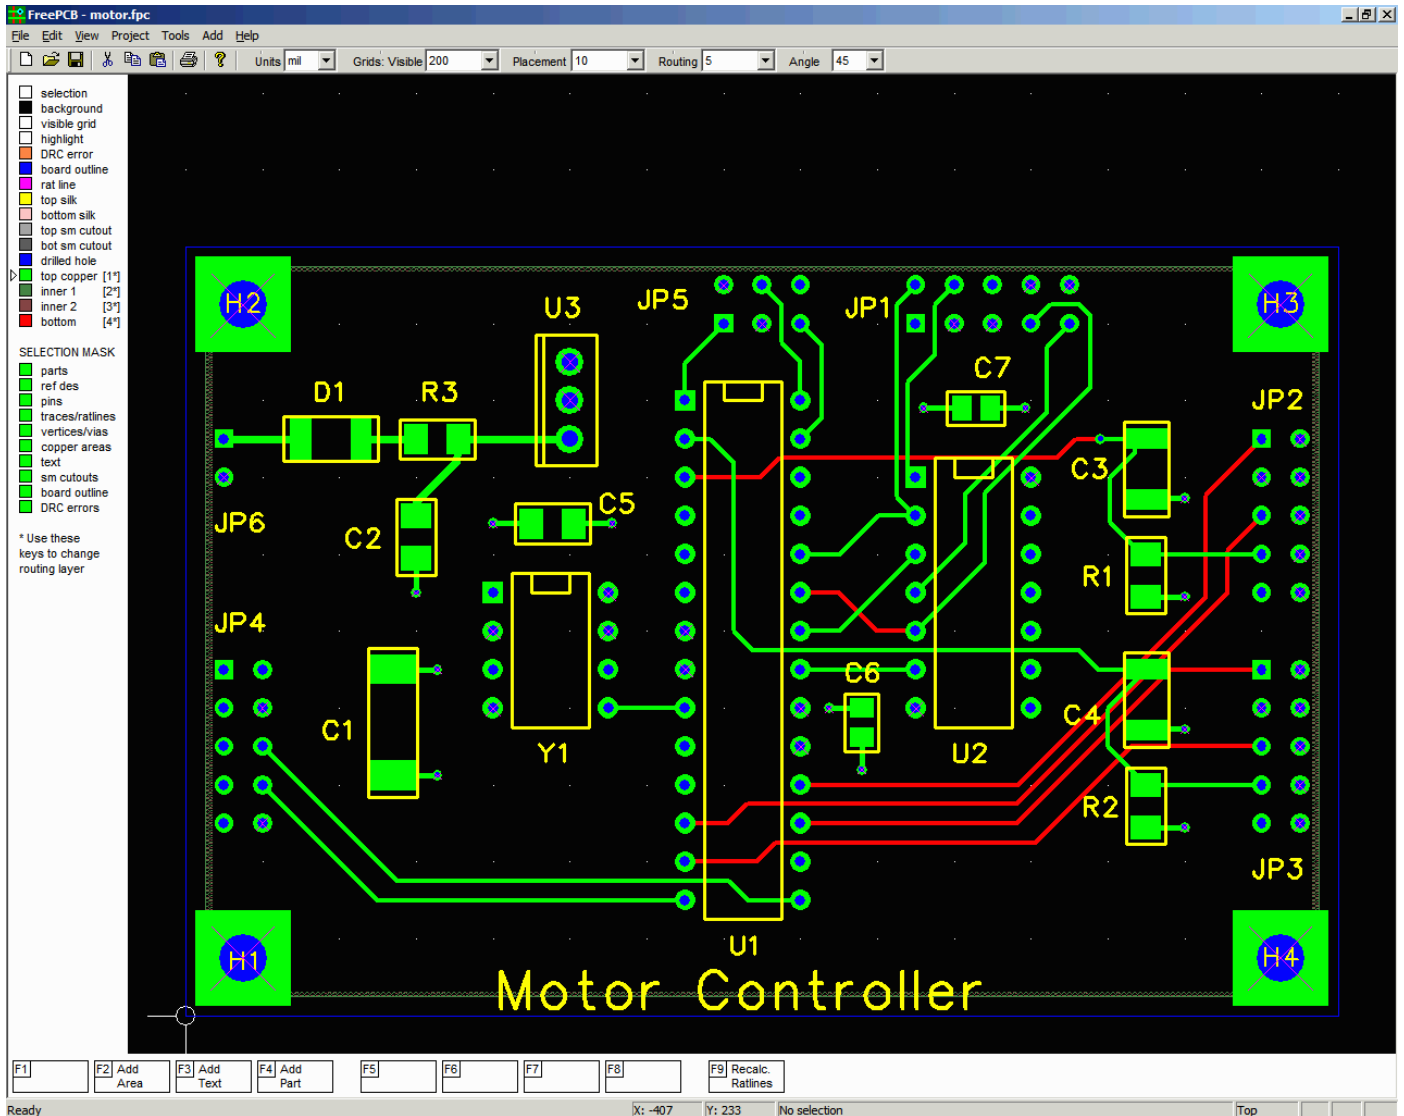 FreePCB - motor.fpc
File Edit View Project Tools Add Help
Units mil Grids: Visible 200 Placement 10 Routing 5 Angle 45
selection
background
visible grid
highlight
DRC error
board outline
rat line
top silk
bottom silk
top sm cutout
bot sm cutout
drilled hole
top copper [1*]
inner 1 [2*]
inner 2 [3*]
bottom [4*]
SELECTION MASK
parts
ref des
pins
traces/ratlines
vertices/vias
copper areas
text
sm cutouts
board outline
DRC errors
* Use these
keys to change
routing layer
H2
U3
JP5
JP1
H3
D1
R3
C7
JP2
C3
JP6
C2
C5
R1
JP4
C6
C1
Y1
U2
C4
R2
JP3
U1
H1
H4
Motor Controller
F1
F2 Add Area
F3 Add Text
F4 Add Part
F5
F6
F7
F8
F9 Recalc. Ratlines
Ready X: -407 Y: 233 No selection Top